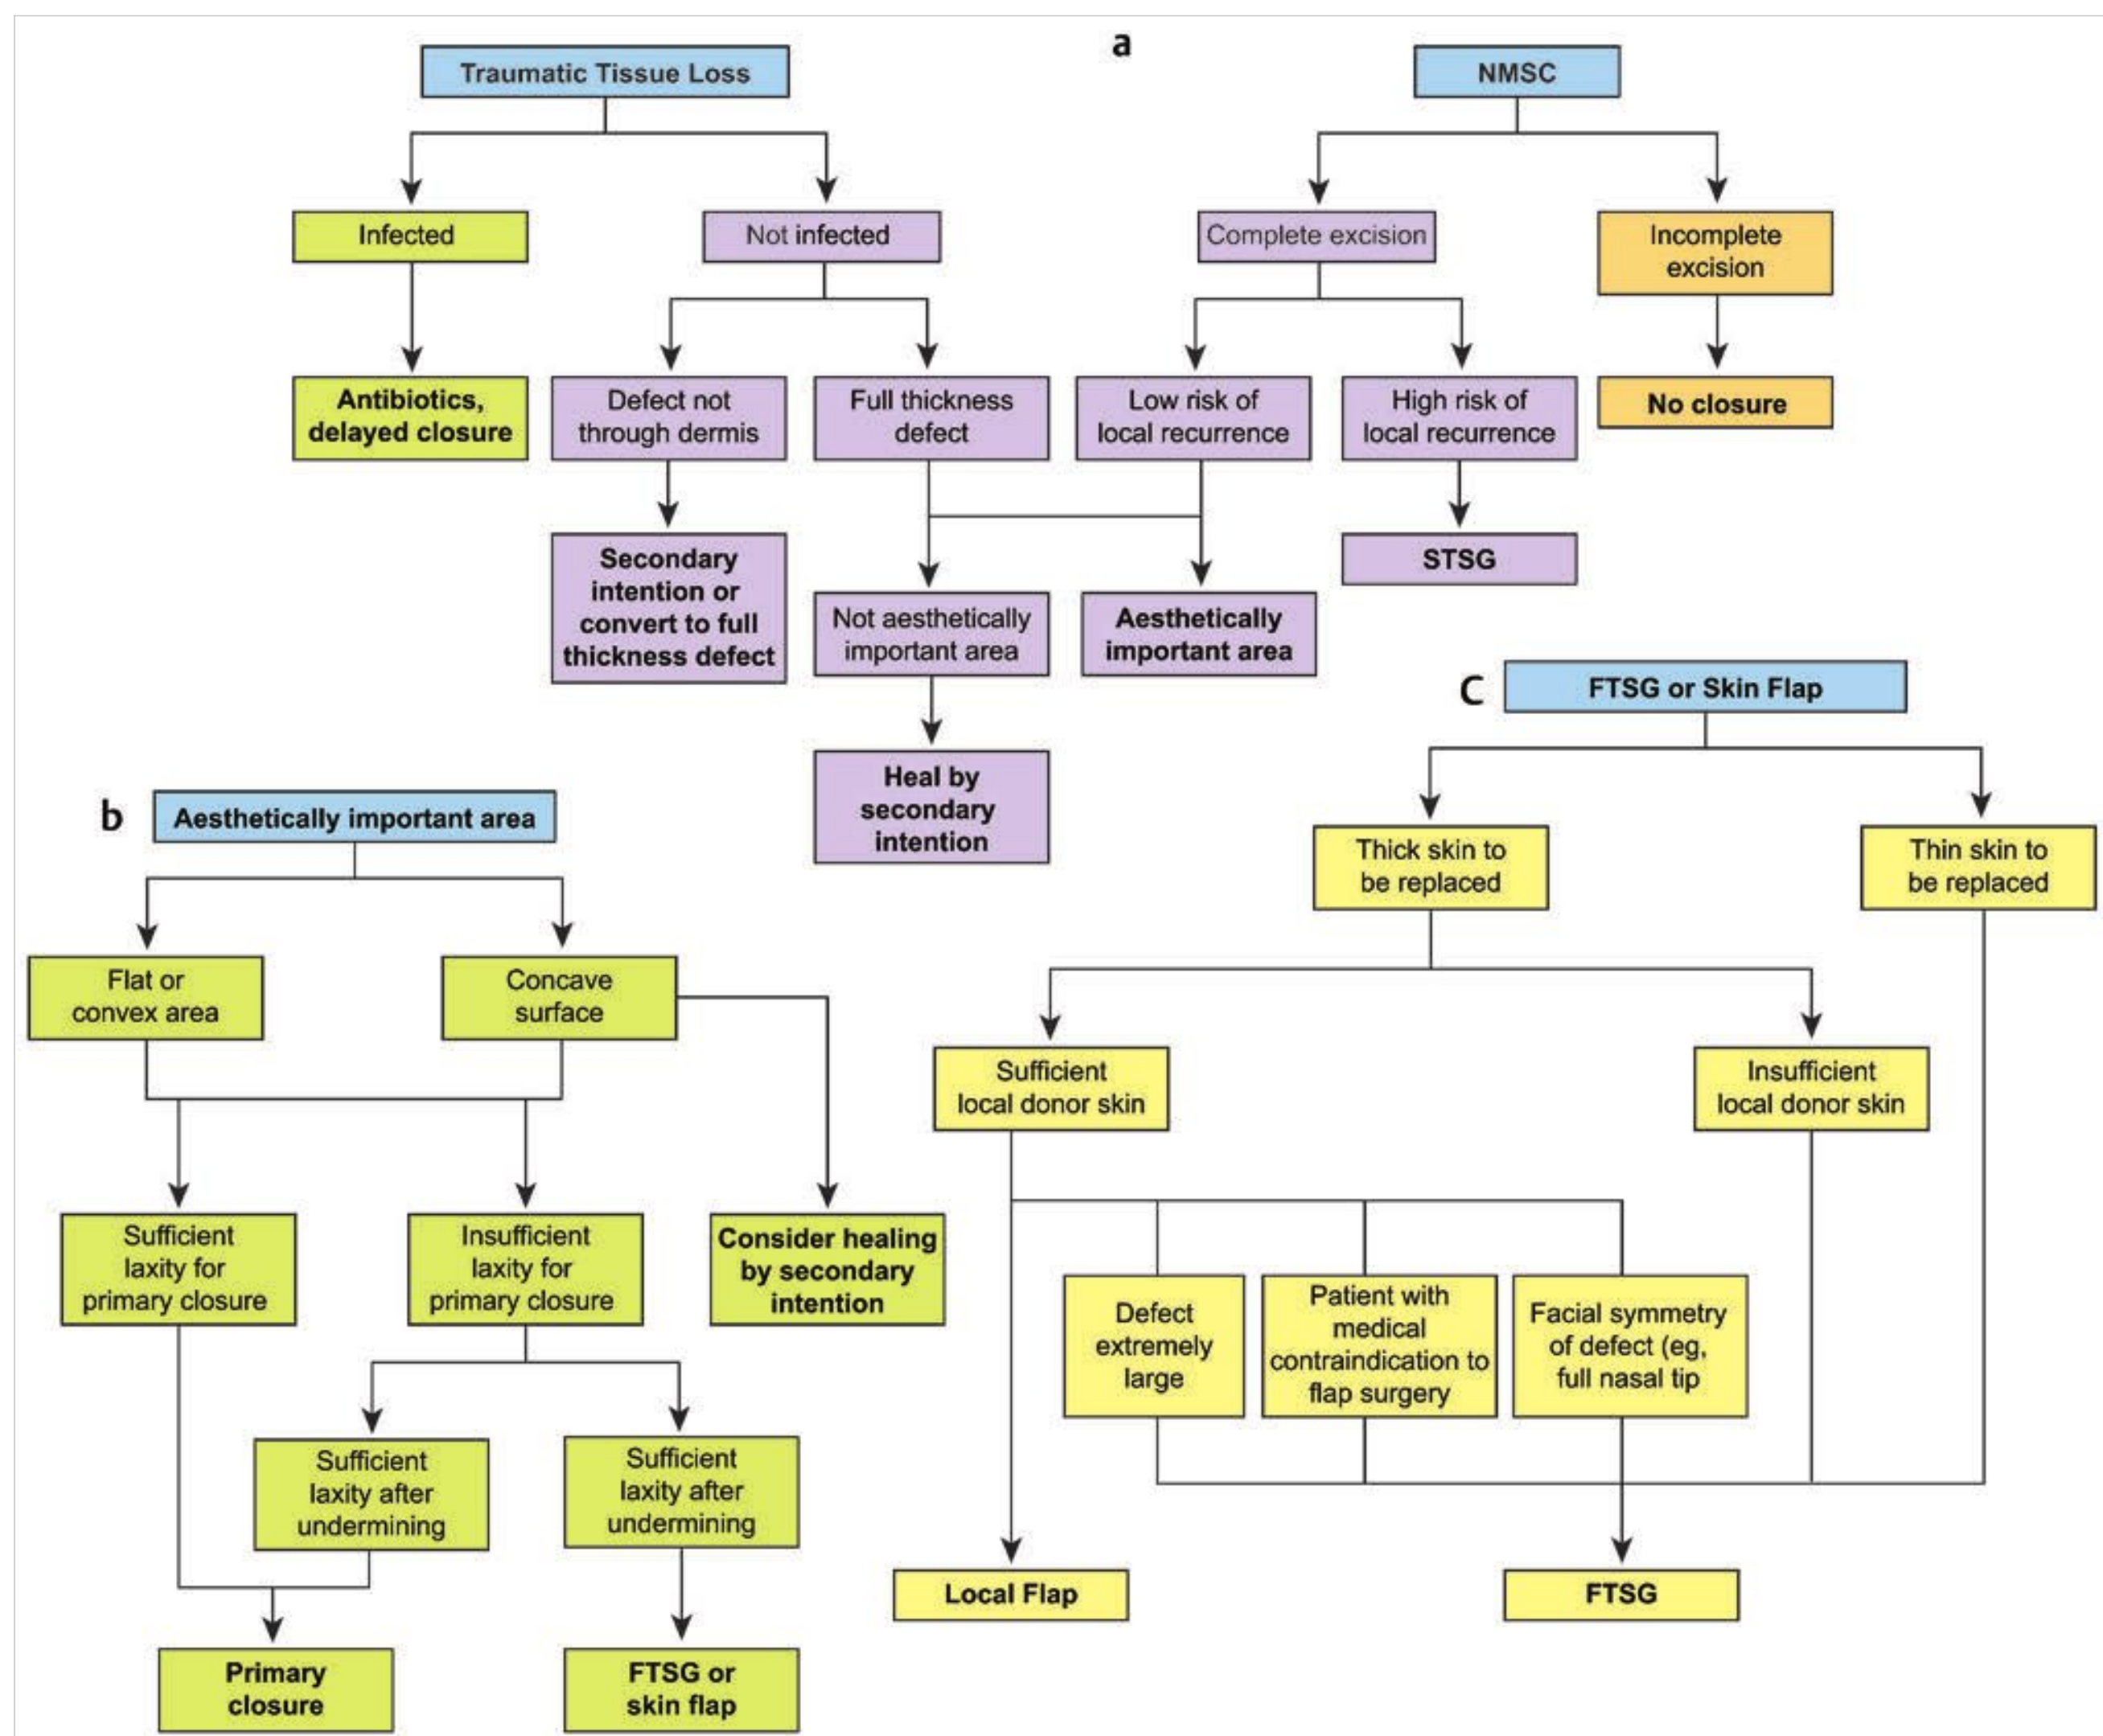 a
Traumatic Tissue Loss
NMSC
Infected
Not infected
Complete excision
Incomplete
excision
Antibiotics,
delayed closure
Defect not
through dermis
Full thickness
defect
Low risk of
local recurrence
High risk of
local recurrence
No closure
Secondary
intention or
convert to full
thickness defect
Not aesthetically
important area
Aesthetically
important area
STSG
Heal by
secondary
intention
b
Aesthetically important area
Flat or
convex area
Concave
surface
Sufficient
laxity for
primary closure
Insufficient
laxity for
primary closure
Consider healing
by secondary
intention
Sufficient
laxity after
undermining
Sufficient
laxity after
undermining
Primary
closure
FTSG or
skin flap
C
FTSG or Skin Flap
Thick skin to
be replaced
Thin skin to
be replaced
Sufficient
local donor skin
Insufficient
local donor skin
Defect
extremely
large
Patient with
medical
contraindication to
flap surgery
Facial symmetry
of defect (eg,
full nasal tip
Local Flap
FTSG